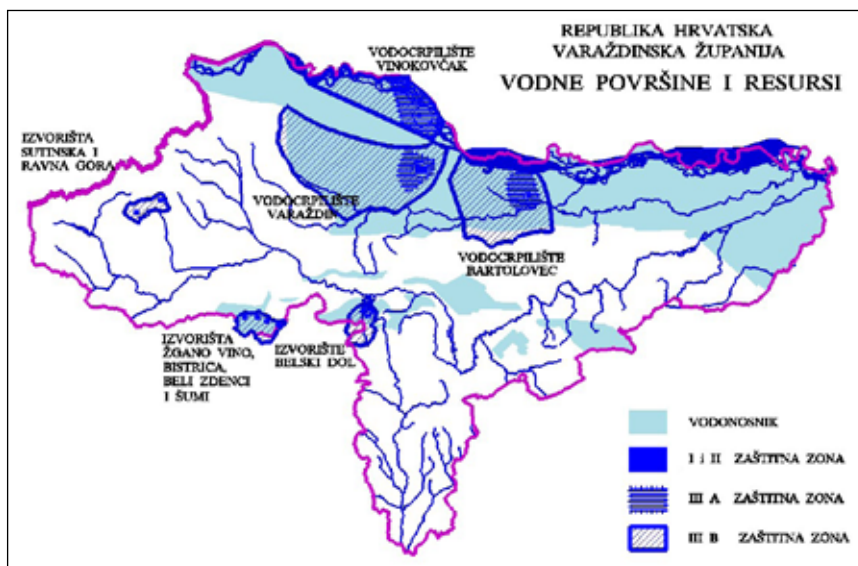 REPUBLIKA HRVATSKA
VARAŽDINSKA ŽUPANIJA
VODNE POVRŠINE I RESURSI
VODOCRPILIŠTE
VINOKOVČAK
IZVORIŠTA
SUTINSKA I
RAVNA GORA
VODOCRPILIŠTE
VARAŽDIN
VODOCRPILIŠTE
BARTOLOVEC
IZVORIŠTA
ŽGANO VINO,
BISTRICA,
BELI ZDENCI
I ŠUMI
IZVORIŠTE
BELSKI DOL
VODONOSNIK
I i II ZAŠTITNA ZONA
III A ZAŠTITNA ZONA
III B ZAŠTITNA ZONA